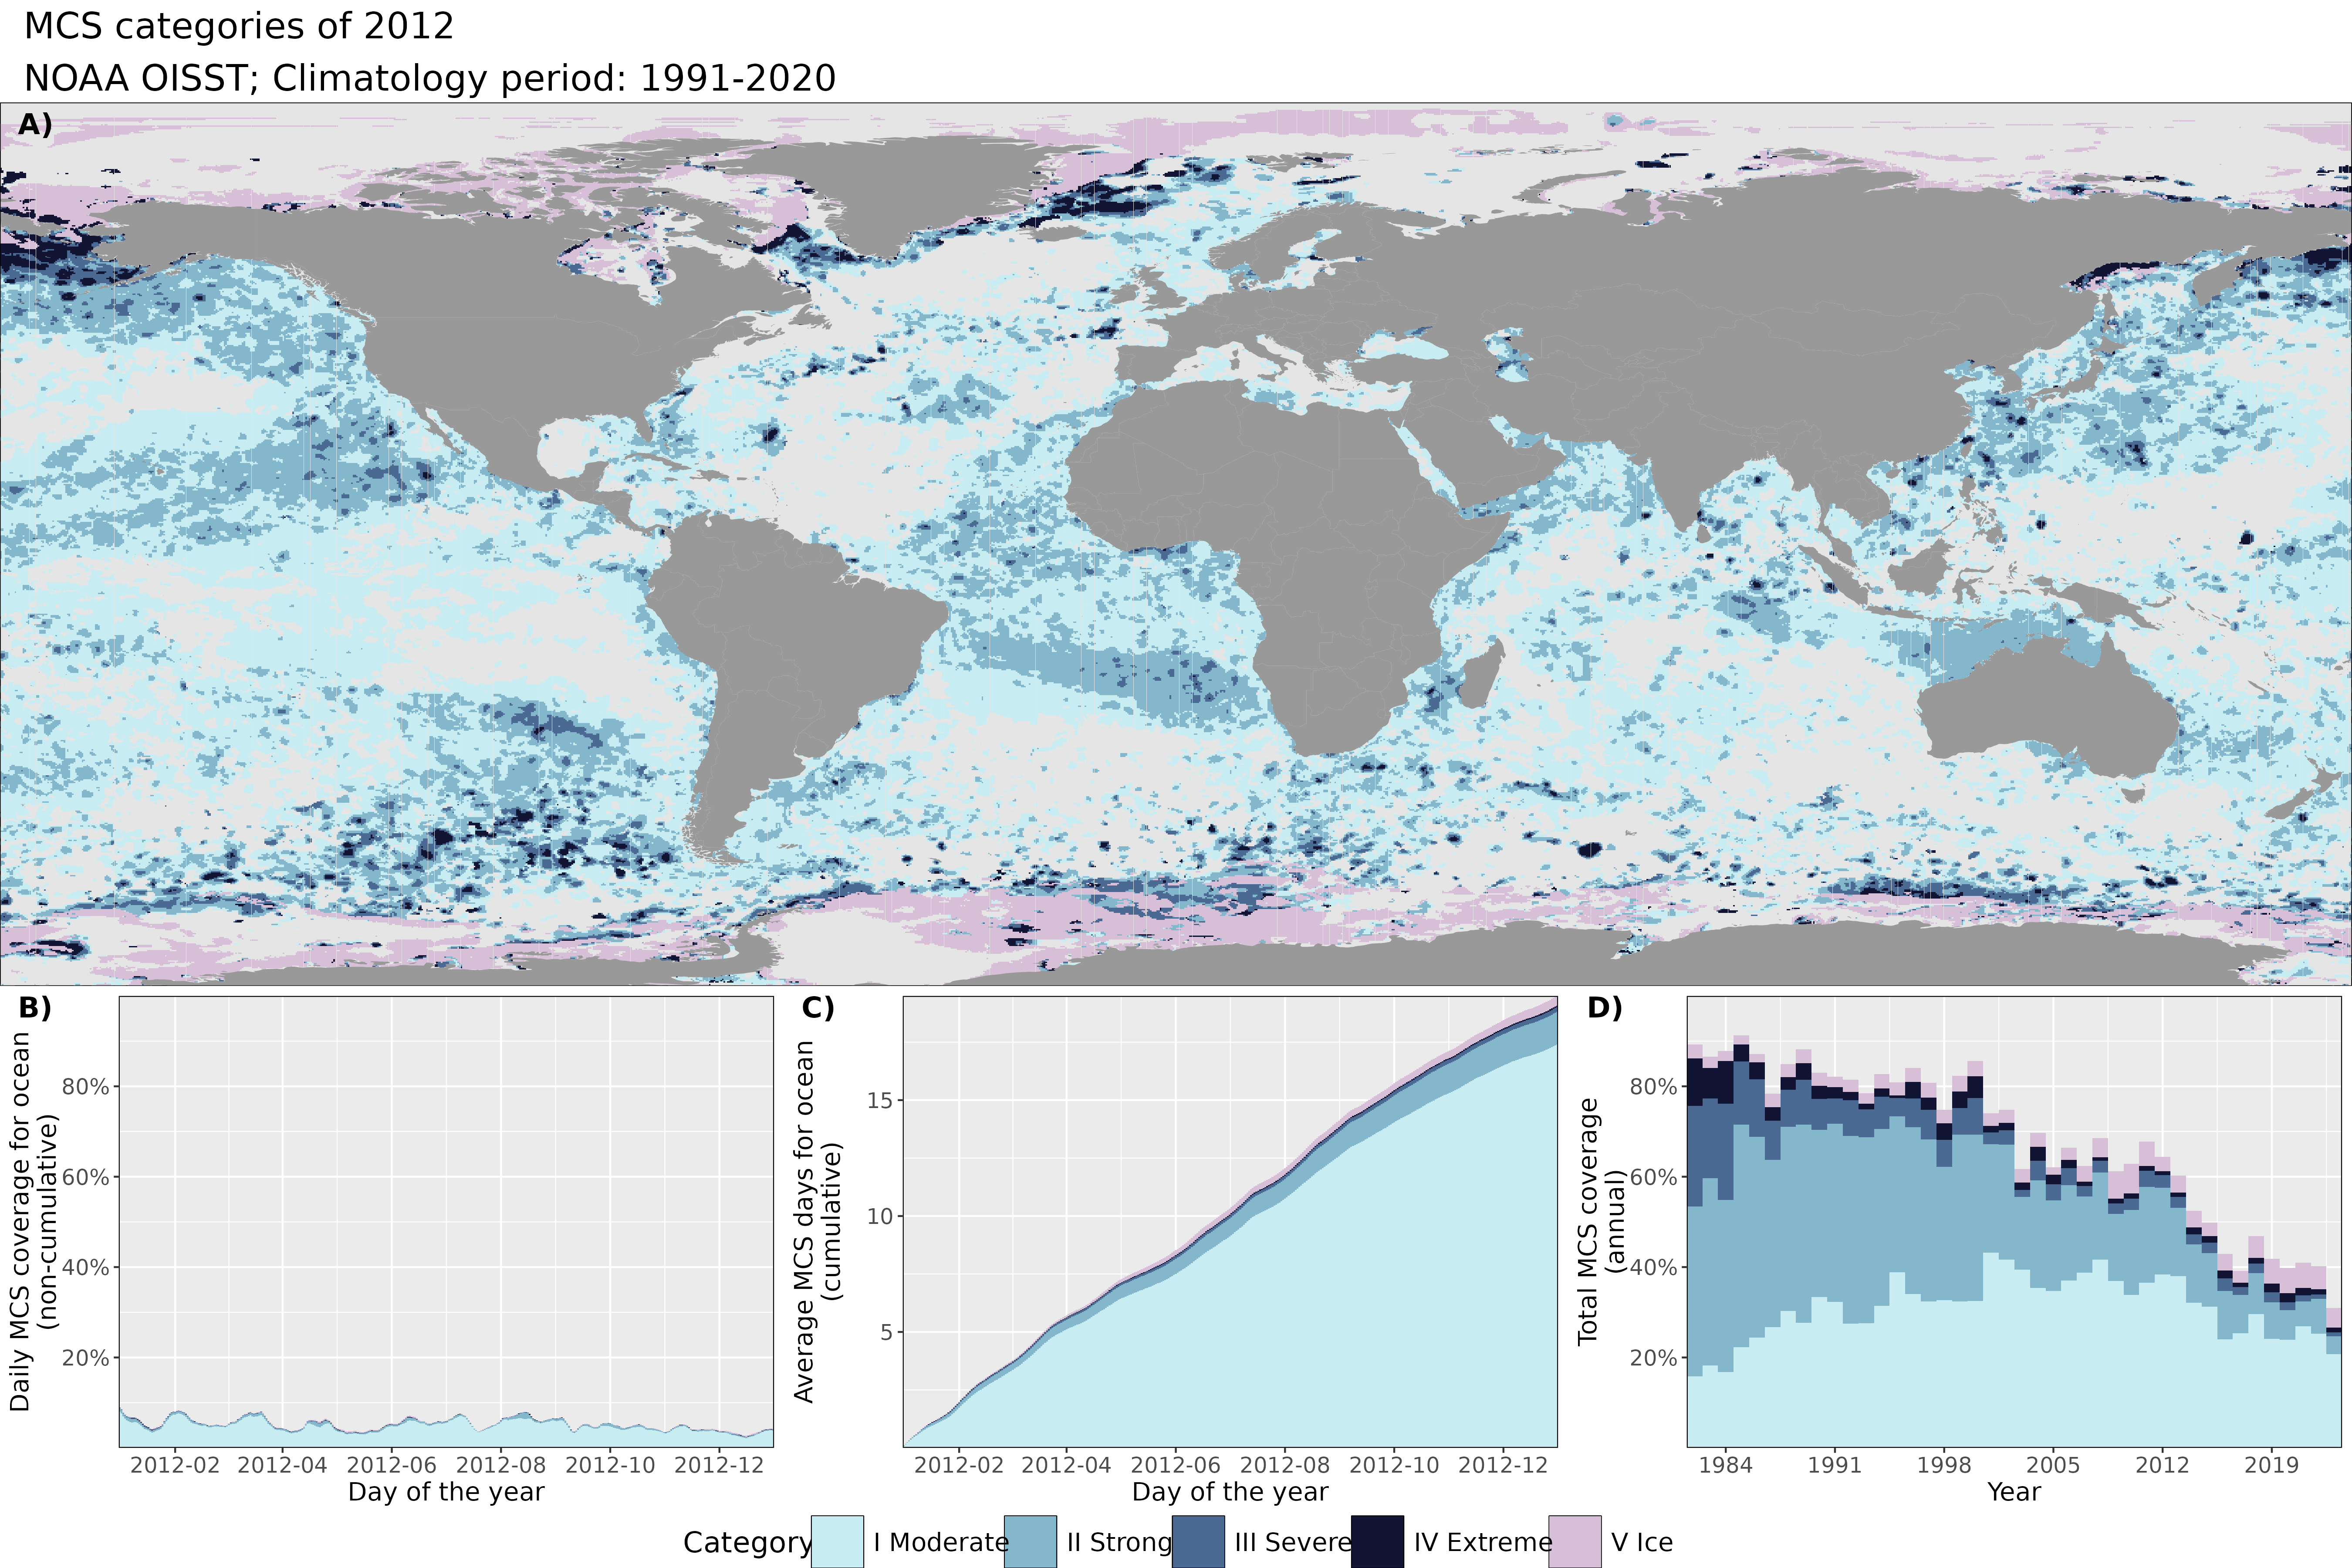 MCS categories of 2012
NOAA OISST; Climatology period: 1991-2020
A)
B)
Daily MCS coverage for ocean
(non-cumulative)
80%
60%
40%
20%
2012-02 2012-04 2012-06 2012-08 2012-10 2012-12
Day of the year
C)
Average MCS days for ocean
(cumulative)
15
10
5
2012-02 2012-04 2012-06 2012-08 2012-10 2012-12
Day of the year
D)
Total MCS coverage
(annual)
80%
60%
40%
20%
1984 1991 1998 2005 2012 2019
Year
Category I Moderate II Strong III Severe IV Extreme V Ice